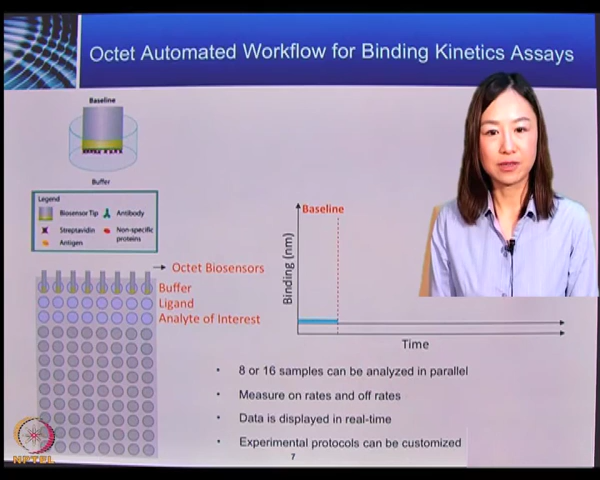 Octet Automated Workflow for Binding Kinetics Assays
Baseline
Buffer
Legend
Biosensor Tip
Antibody
Streptavidin
Non-specific proteins
Antigen
Octet Biosensors
Buffer
Ligand
Analyte of Interest
Baseline
Binding (nm)
Time
• 8 or 16 samples can be analyzed in parallel
• Measure on rates and off rates
• Data is displayed in real-time
• Experimental protocols can be customized
7
NPTEL